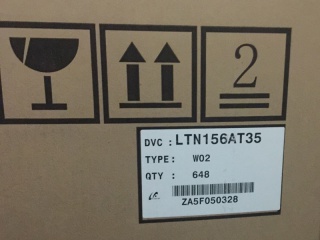 2
DVC : LTN156AT35
TYPE: W02
QTY : 648
ZA5F050328